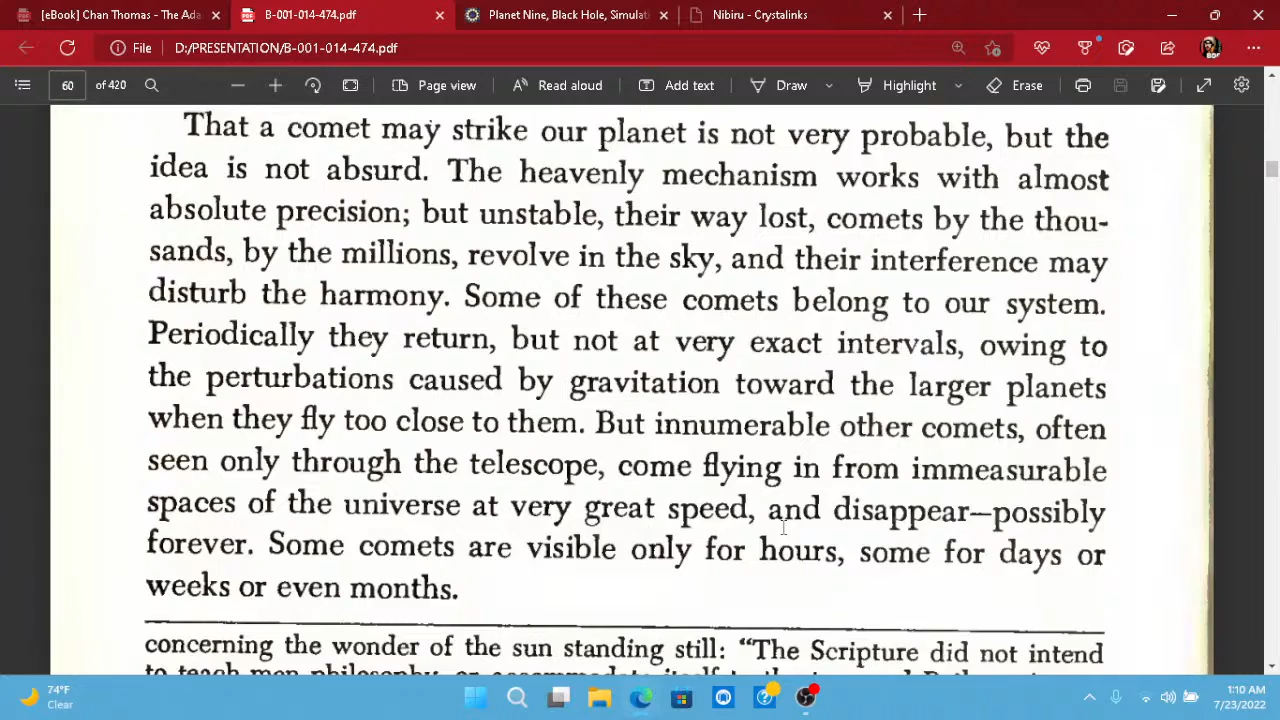 [eBook] Chan Thomas - The Ada
B-001-014-474.pdf
Planet Nine, Black Hole, Simulati
Nibiru - Crystalinks
File
D:/PRESENTATION/B-001-014-474.pdf
60 of 420
Page view
Read aloud
Add text
Draw
Highlight
Erase
That a comet may strike our planet is not very probable, but the
idea is not absurd. The heavenly mechanism works with almost
absolute precision; but unstable, their way lost, comets by the thou-
sands, by the millions, revolve in the sky, and their interference may
disturb the harmony. Some of these comets belong to our system.
Periodically they return, but not at very exact intervals, owing to
the perturbations caused by gravitation toward the larger planets
when they fly too close to them. But innumerable other comets, often
seen only through the telescope, come flying in from immeasurable
spaces of the universe at very great speed, and disappear—possibly
forever. Some comets are visible only for hours, some for days or
weeks or even months.
concerning the wonder of the sun standing still: "The Scripture did not intend
to teach men philosophy, or accommodate itself to the
74°F
Clear
1:10 AM
7/23/2022